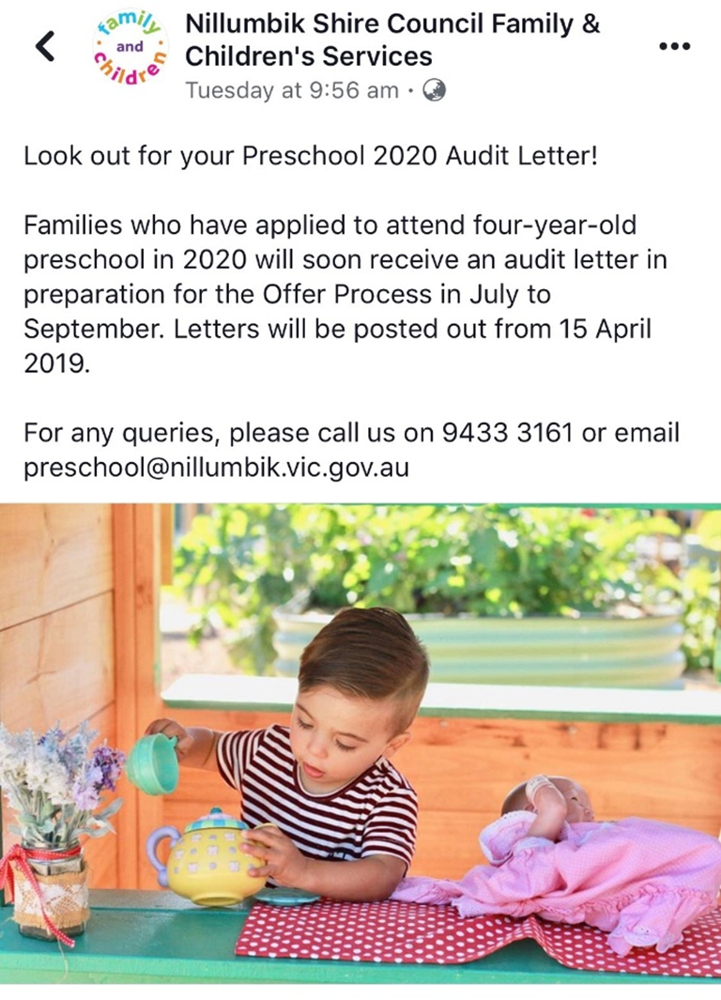 family
and
children
Nillumbik Shire Council Family &
Children's Services
Tuesday at 9:56 am ·
Look out for your Preschool 2020 Audit Letter!
Families who have applied to attend four-year-old
preschool in 2020 will soon receive an audit letter in
preparation for the Offer Process in July to
September. Letters will be posted out from 15 April
2019.
For any queries, please call us on 9433 3161 or email
preschool@nillumbik.vic.gov.au